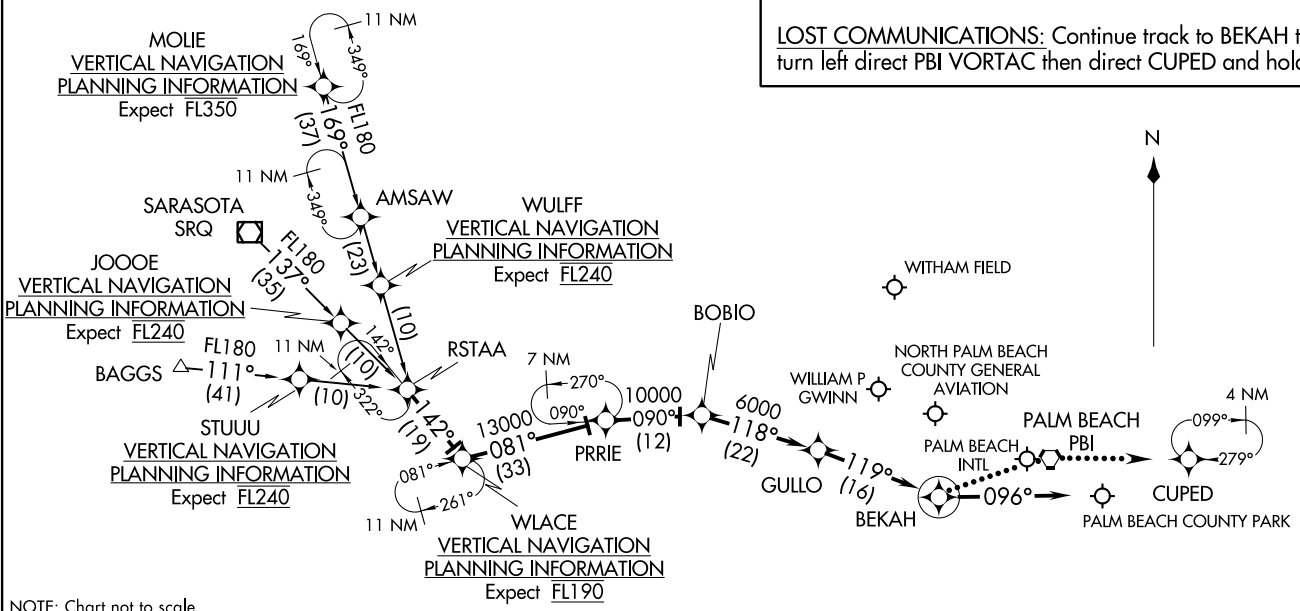 LOST COMMUNICATIONS: Continue track to BEKAH
turn left direct PBI VORTAC then direct CUPED and
MOLIE
VERTICAL NAVIGATION
PLANNING INFORMATION
Expect FL350
11 NM
169°
349°
FL180
169°
(37)
11 NM
349°
AMSAW
(23)
SARASOTA
SRQ
FL180
137°
(35)
WULFF
VERTICAL NAVIGATION
PLANNING INFORMATION
Expect FL240
(10)
JOOOE
VERTICAL NAVIGATION
PLANNING INFORMATION
Expect FL240
142°
(10)
11 NM
322°
RSTAA
BAGGS
FL180
111°
(41)
(10)
STUUU
VERTICAL NAVIGATION
PLANNING INFORMATION
Expect FL240
142°
(19)
13000
081°
(33)
081°
261°
11 NM
WLACE
VERTICAL NAVIGATION
PLANNING INFORMATION
Expect FL190
7 NM
270°
090°
PRRIE
10000
090°
(12)
BOBIO
6000
118°
(22)
GULLO
119°
(16)
BEKAH
096°
N
WITHAM FIELD
NORTH PALM BEACH
COUNTY GENERAL
AVIATION
WILLIAM P
GWINN
PALM BEACH
INTL
PALM BEACH
PBI
4 NM
099°
279°
CUPED
PALM BEACH COUNTY PARK
NOTE: Chart not to scale